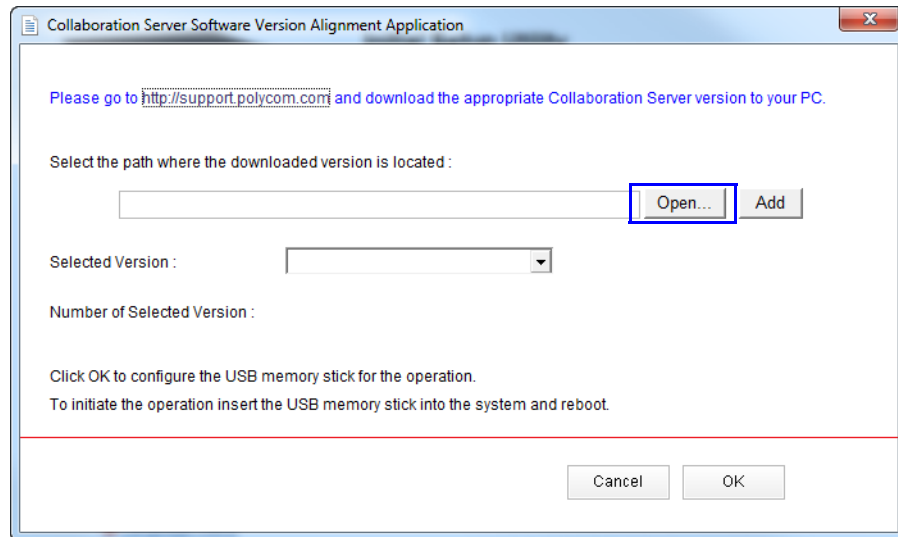 Collaboration Server Software Version Alignment Application
Please go to http://support.polycom.com and download the appropriate Collaboration Server version to your PC.
Select the path where the downloaded version is located :
Open... Add
Selected Version :
Number of Selected Version :
Click OK to configure the USB memory stick for the operation.
To initiate the operation insert the USB memory stick into the system and reboot.
Cancel OK